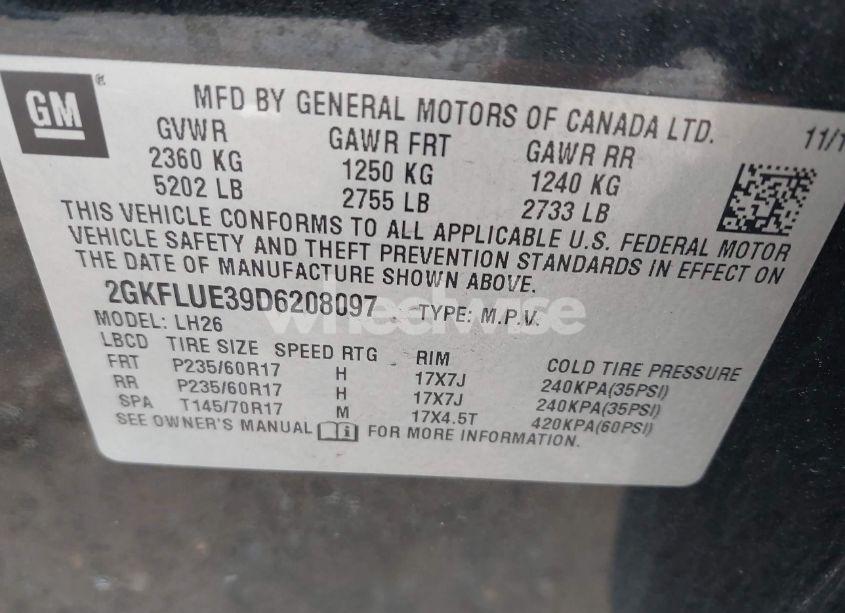 GM®
MFD BY GENERAL MOTORS OF CANADA LTD.
11/1
GVWR GAWR FRT GAWR RR
2360 KG 1250 KG 1240 KG
5202 LB 2755 LB 2733 LB
THIS VEHICLE CONFORMS TO ALL APPLICABLE U.S. FEDERAL MOTOR
VEHICLE SAFETY AND THEFT PREVENTION STANDARDS IN EFFECT ON
THE DATE OF MANUFACTURE SHOWN ABOVE.
2GKFLUE39D6208097 TYPE: M.P.V.
wheelwise
MODEL: LH26
LBCD TIRE SIZE SPEED RTG RIM COLD TIRE PRESSURE
FRT P235/60R17 H 17X7J 240KPA(35PSI)
RR P235/60R17 H 17X7J 240KPA(35PSI)
SPA T145/70R17 M 17X4.5T 420KPA(60PSI)
SEE OWNER'S MANUAL FOR MORE INFORMATION.